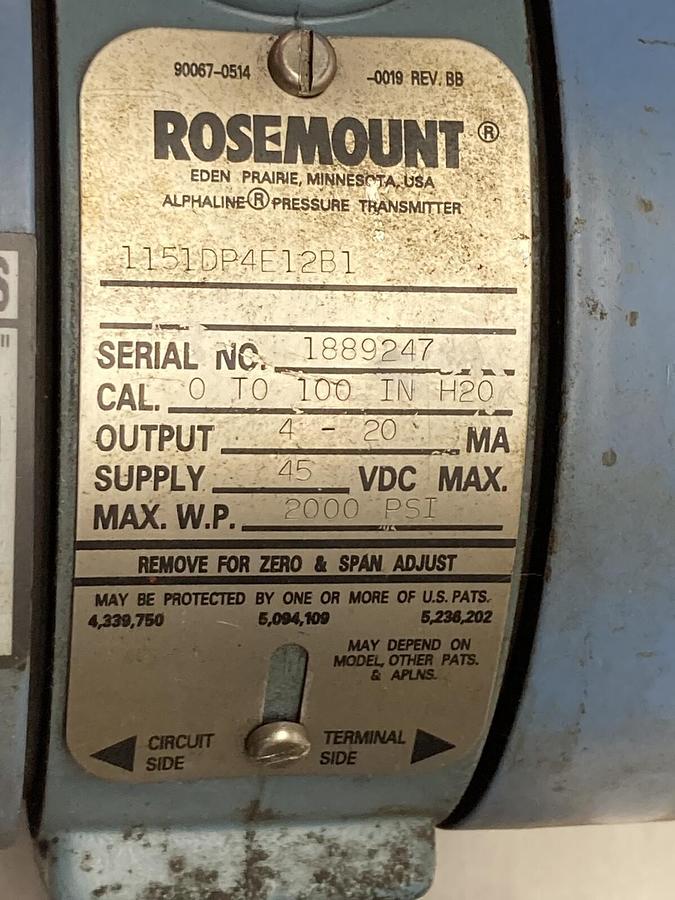 90067-0514 -0019 REV. BB
ROSEMOUNT ®
EDEN PRAIRIE, MINNESOTA, USA
ALPHALINE® PRESSURE TRANSMITTER
1151DP4E12B1
SERIAL NO. 1889247
CAL. 0 TO 100 IN H20
OUTPUT 4 - 20 MA
SUPPLY 45 VDC MAX.
MAX. W.P. 2000 PSI
REMOVE FOR ZERO & SPAN ADJUST
MAY BE PROTECTED BY ONE OR MORE OF U.S. PATS.
4,339,750 5,094,109 5,236,202
MAY DEPEND ON
MODEL, OTHER PATS.
& APLNS.
CIRCUIT
SIDE
TERMINAL
SIDE
S
"